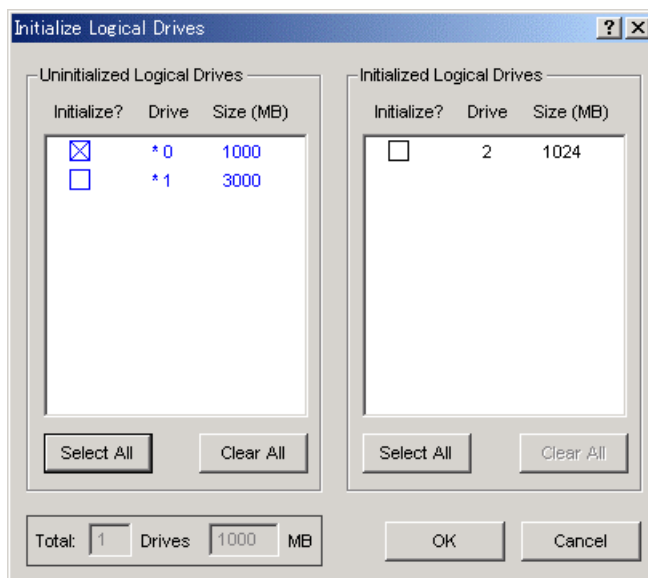 Initialize Logical Drives
Uninitialized Logical Drives
Initialize? Drive Size (MB)
* 0 1000
* 1 3000
Select All Clear All
Initialized Logical Drives
Initialize? Drive Size (MB)
2 1024
Select All Clear All
Total: 1 Drives 1000 MB
OK Cancel